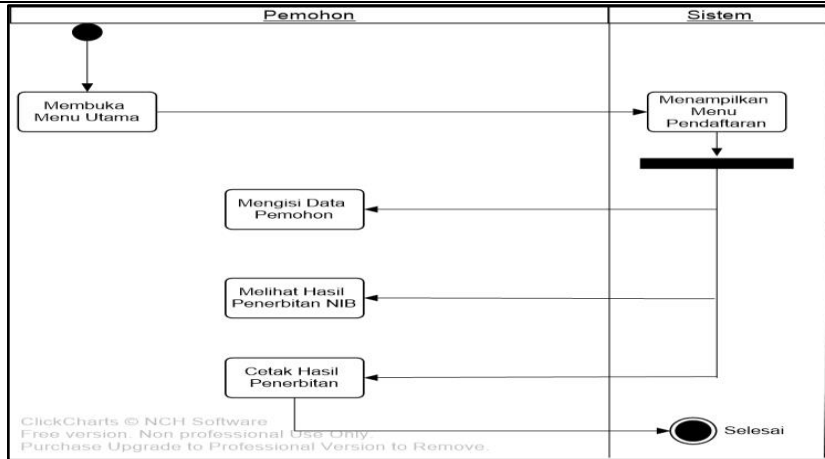 Pemohon
Sistem
Membuka
Menu Utama
Menampilkan
Menu
Pendaftaran
Mengisi Data
Pemohon
Melihat Hasil
Penerbitan NIB
Cetak Hasil
Penerbitan
Selesai
ClickCharts © NCH Software
Free version. Non professional Use Only.
Purchase Upgrade to Professional Version to Remove.